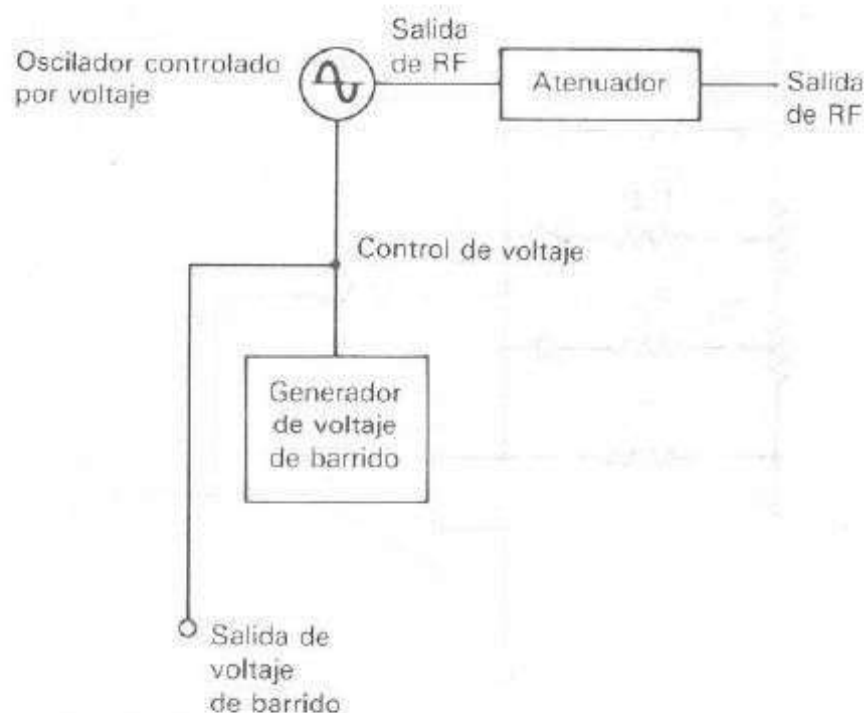 Oscilador controlado
por voltaje
Salida
de RF
Atenuador
Salida
de RF
Control de voltaje
Generador
de voltaje
de barrido
Salida de
voltaje
de barrido